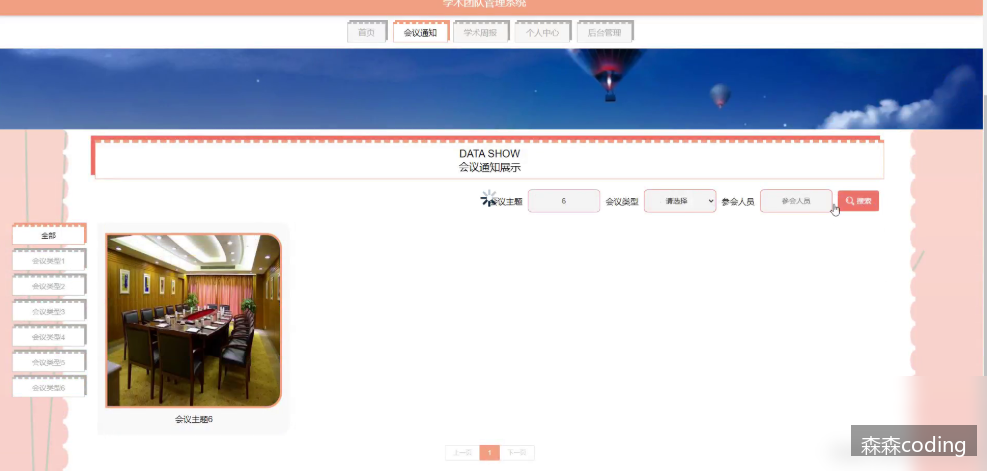 学术团队管理系统
首页
会议通知
学术周报
个人中心
后台管理
DATA SHOW
会议通知展示
议主题 6 会议类型 请选择 参会人员 参会人员 搜索
全部
会议类型1
会议类型2
会议类型3
会议类型4
会议类型5
会议类型6
会议主题6
上一页 1 下一页
森森coding